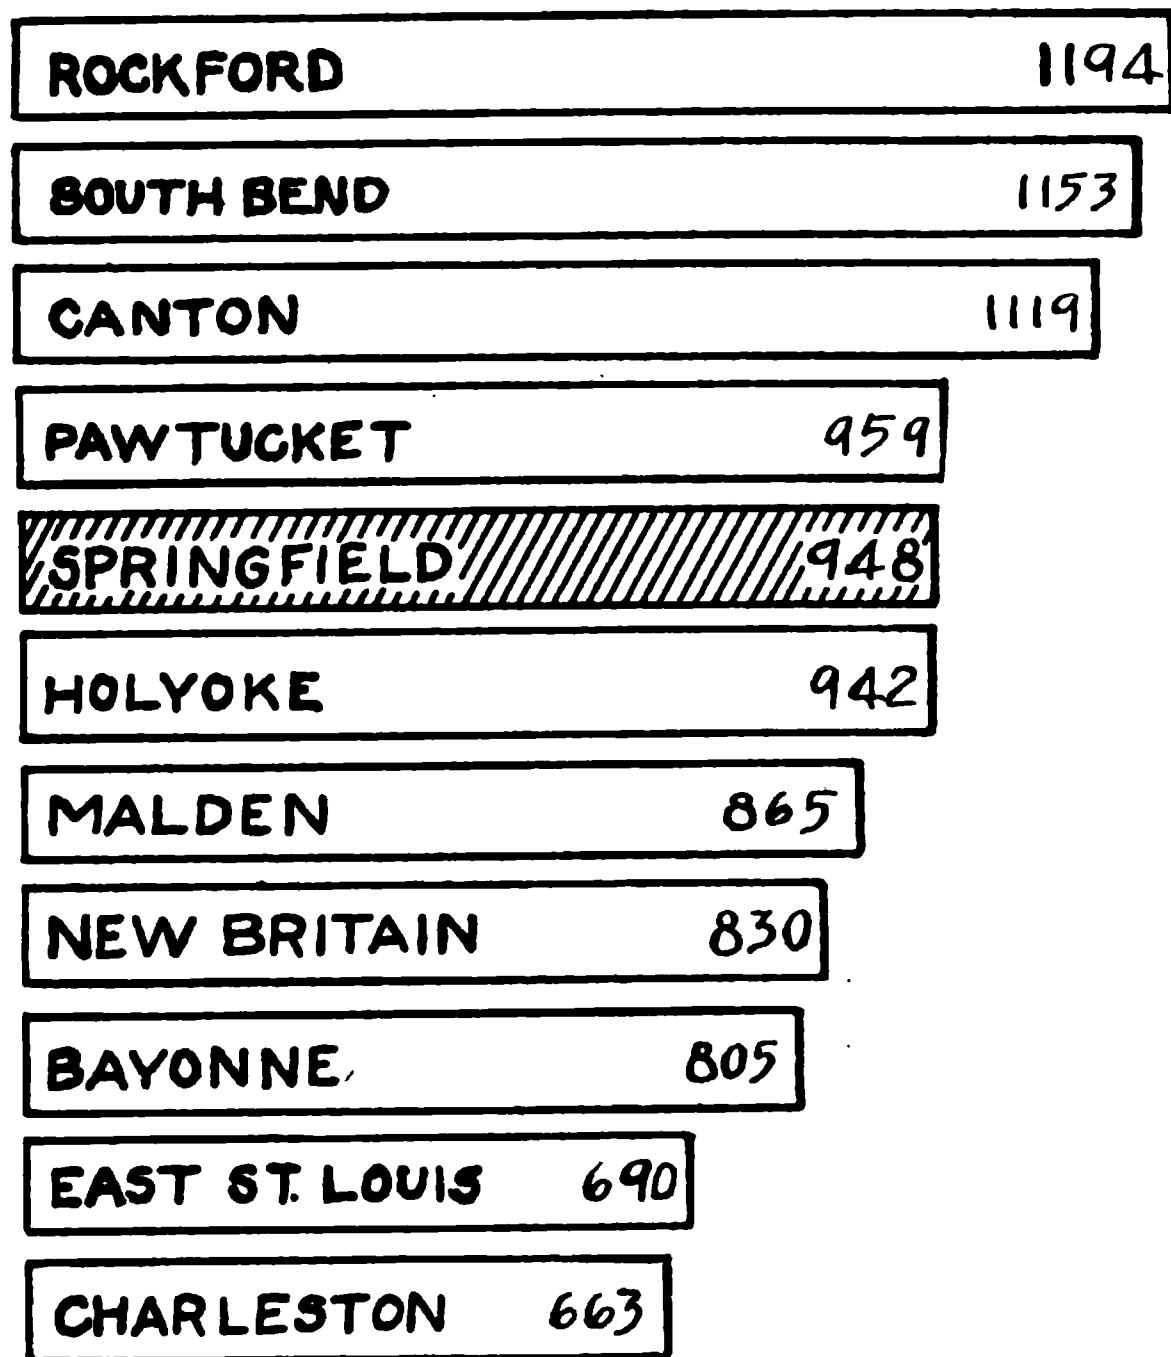 ROCKFORD 1194
SOUTH BEND 1153
CANTON 1119
PAWTUCKET 959
SPRINGFIELD 948
HOLYOKE 942
MALDEN 865
NEW BRITAIN 830
BAYONNE 805
EAST ST. LOUIS 690
CHARLESTON 663